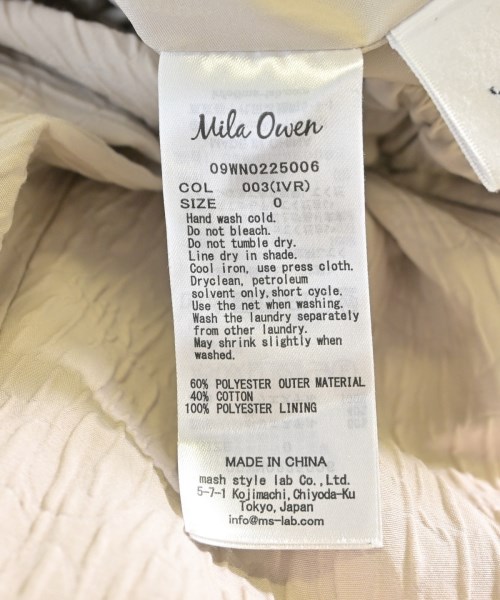 Mila Owen
09WN0225006
COL 003(IVR)
SIZE 0
Hand wash cold.
Do not bleach.
Do not tumble dry.
Line dry in shade.
Cool iron, use press cloth.
Dryclean, petroleum
solvent only,short cycle.
Use the net when washing.
Wash the laundry separately
from other laundry.
May shrink slightly when
washed.
60% POLYESTER OUTER MATERIAL
40% COTTON
100% POLYESTER LINING
MADE IN CHINA
mash style lab Co.,Ltd.
5-7-1 Kojimachi,Chiyoda-Ku
Tokyo,Japan
info@ms-lab.com